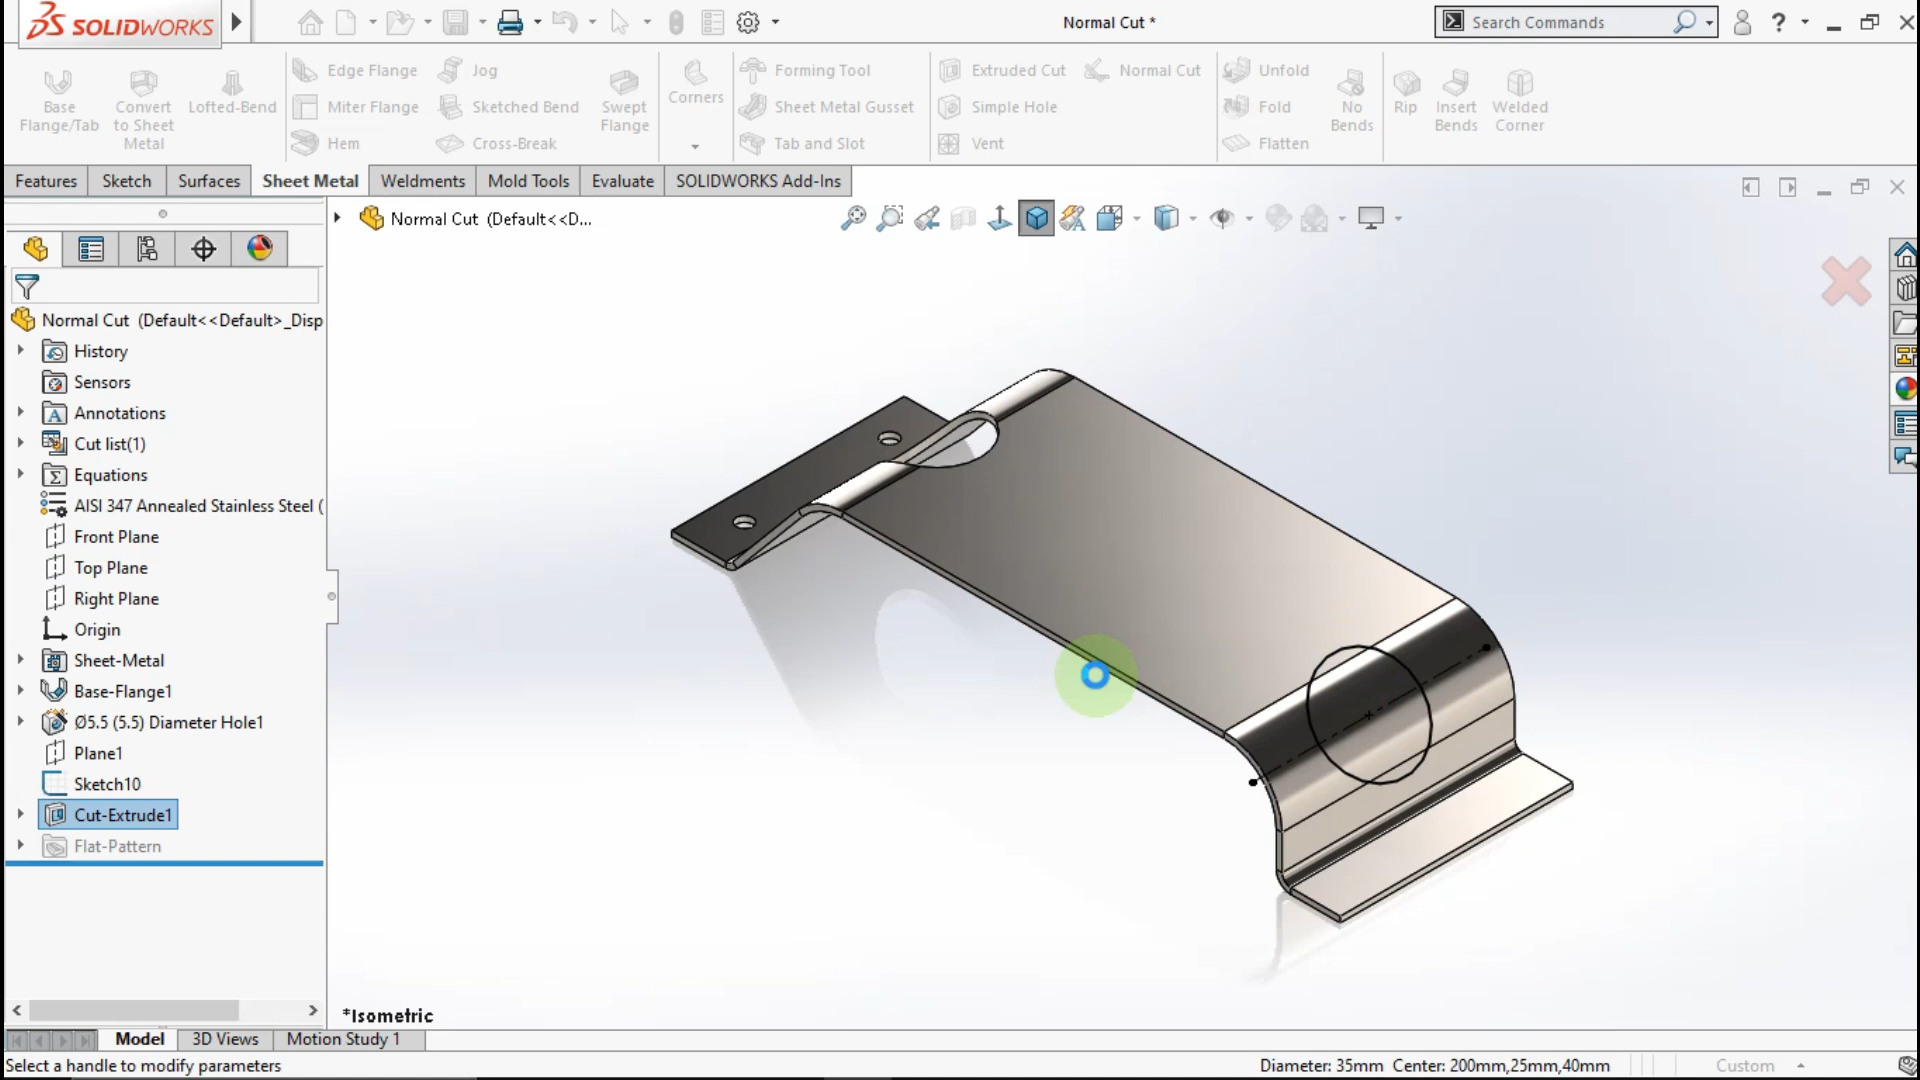 SOLIDWORKS
Normal Cut *
Search Commands
Base Flange/Tab
Convert to Sheet Metal
Lofted-Bend
Edge Flange
Miter Flange
Hem
Jog
Sketched Bend
Cross-Break
Swept Flange
Corners
Forming Tool
Sheet Metal Gusset
Tab and Slot
Extruded Cut
Simple Hole
Vent
Normal Cut
Unfold
Fold
Flatten
No Bends
Rip
Insert Bends
Welded Corner
Features
Sketch
Surfaces
Sheet Metal
Weldments
Mold Tools
Evaluate
SOLIDWORKS Add-Ins
Normal Cut (Default<<D...
Normal Cut (Default<<Default>_Disp
History
Sensors
Annotations
Cut list(1)
Equations
AISI 347 Annealed Stainless Steel (
Front Plane
Top Plane
Right Plane
Origin
Sheet-Metal
Base-Flange1
Ø5.5 (5.5) Diameter Hole1
Plane1
Sketch10
Cut-Extrude1
Flat-Pattern
*Isometric
Model
3D Views
Motion Study 1
Select a handle to modify parameters
Diameter: 35mm Center: 200mm,25mm,40mm
Custom